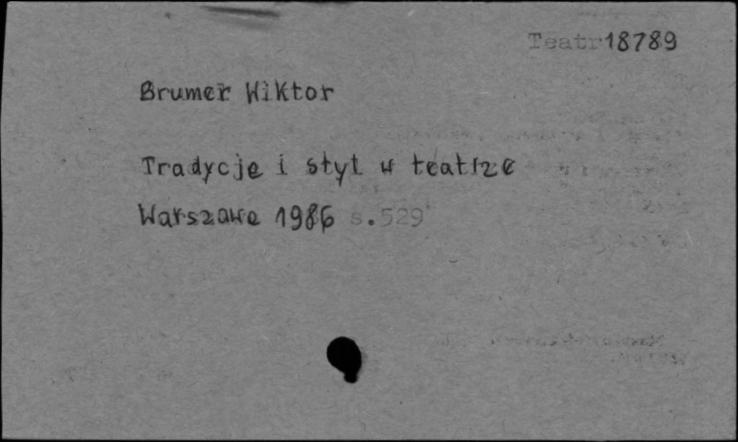 Teatr 18789
Brumer Wiktor
Tradycje i styl w teatrze
Warszawa 1986 s.529